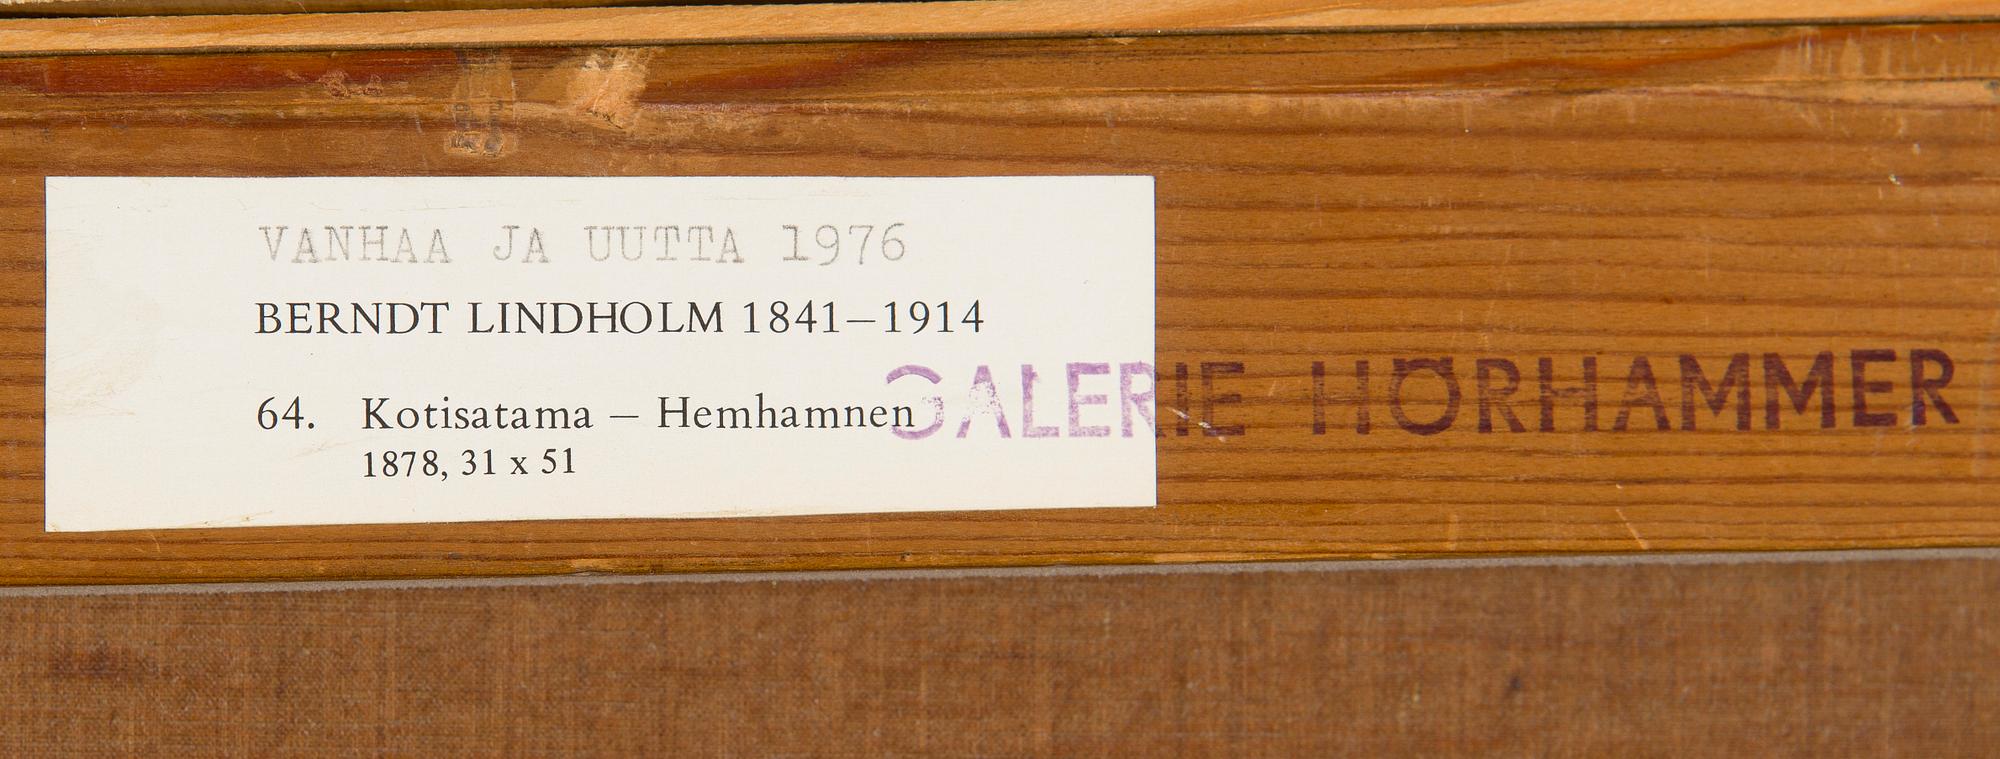 VANHAA JA UUTTA 1976
BERNDT LINDHOLM 1841–1914
64. Kotisatama – Hemhamnen
1878, 31 x 51
GALERIE HÖRHAMMER